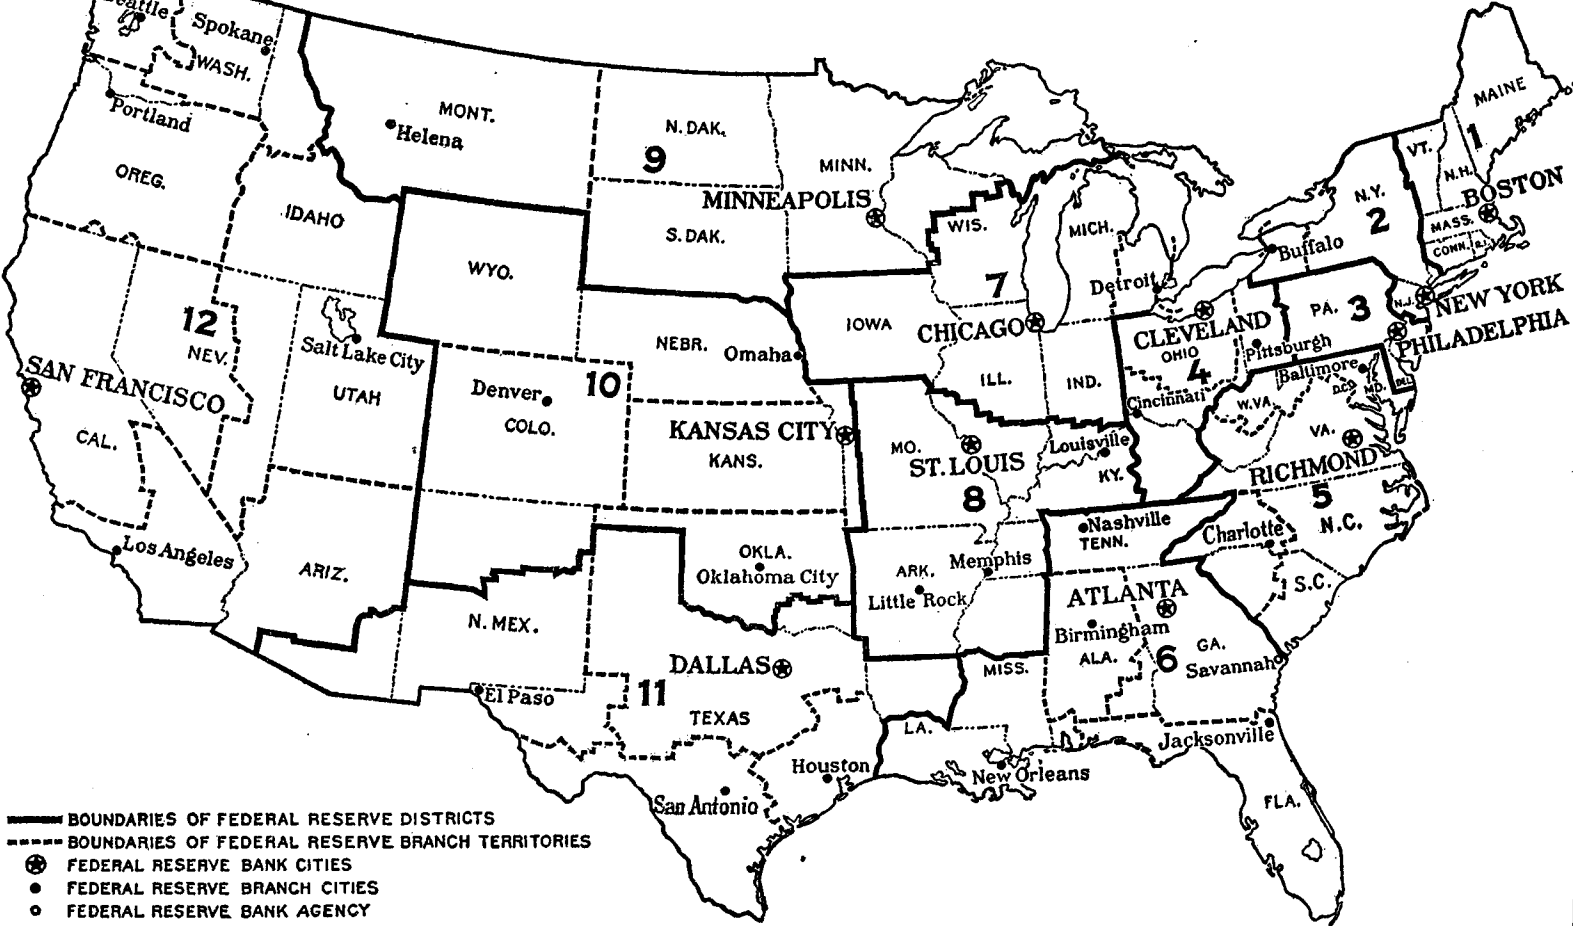 Seattle
Spokane
WASH.
Portland
OREG.
MONT.
Helena
IDAHO
N. DAK.
9
S. DAK.
MINN.
MINNEAPOLIS
WYO.
WIS.
MICH.
7
Detroit
MAINE
1
VT.
N.H.
BOSTON
MASS.
CONN.
R.I.
N.Y.
2
Buffalo
NEW YORK
N.J.
PA.
3
PHILADELPHIA
12
NEV.
SAN FRANCISCO
CAL.
Los Angeles
Salt Lake City
UTAH
ARIZ.
NEBR.
Omaha
IOWA
CHICAGO
ILL.
IND.
CLEVELAND
OHIO
4
Pittsburgh
Cincinnati
Baltimore
D.C.
MD.
DEL.
W.VA.
VA.
RICHMOND
5
Denver
10
COLO.
KANSAS CITY
KANS.
MO.
ST. LOUIS
8
Louisville
KY.
Nashville
TENN.
Charlotte
N.C.
S.C.
OKLA.
Oklahoma City
ARK.
Little Rock
Memphis
ATLANTA
Birmingham
ALA.
6
GA.
Savannah
N. MEX.
El Paso
DALLAS
11
TEXAS
MISS.
LA.
Houston
San Antonio
New Orleans
Jacksonville
FLA.
BOUNDARIES OF FEDERAL RESERVE DISTRICTS
BOUNDARIES OF FEDERAL RESERVE BRANCH TERRITORIES
FEDERAL RESERVE BANK CITIES
FEDERAL RESERVE BRANCH CITIES
FEDERAL RESERVE BANK AGENCY